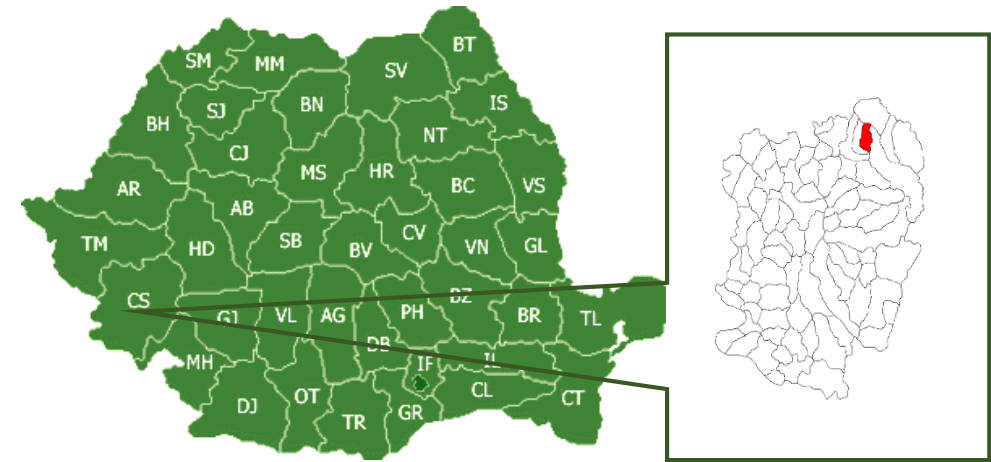 BT
SM
MM
SV
BH
SJ
BN
IS
NT
CJ
MS
HR
BC
VS
AR
AB
TM
HD
SB
BV
CV
VN
GL
CS
GJ
VL
AG
PH
BZ
BR
TL
DB
MH
IF
IL
DJ
OT
TR
GR
CL
CT